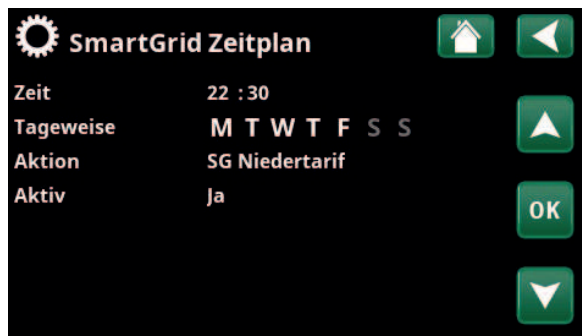 SmartGrid Zeitplan
Zeit 22 :30
Tageweise M T W T F S S
Aktion SG Niedertarif
Aktiv Ja
OK